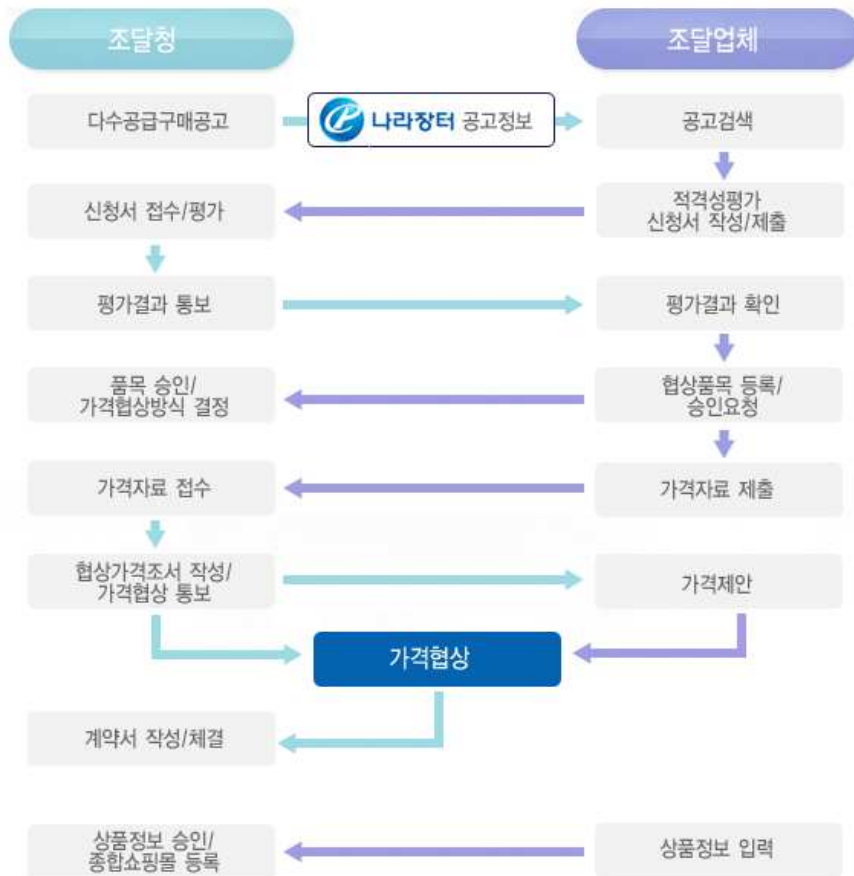 조달청
조달업체
다수공급구매공고
나라장터 공고정보
공고검색
신청서 접수/평가
적격성평가
신청서 작성/제출
평가결과 통보
평가결과 확인
품목 승인/
가격협상방식 결정
협상품목 등록/
승인요청
가격자료 접수
가격자료 제출
협상가격조서 작성/
가격협상 통보
가격제안
가격협상
계약서 작성/체결
상품정보 승인/
종합쇼핑몰 등록
상품정보 입력